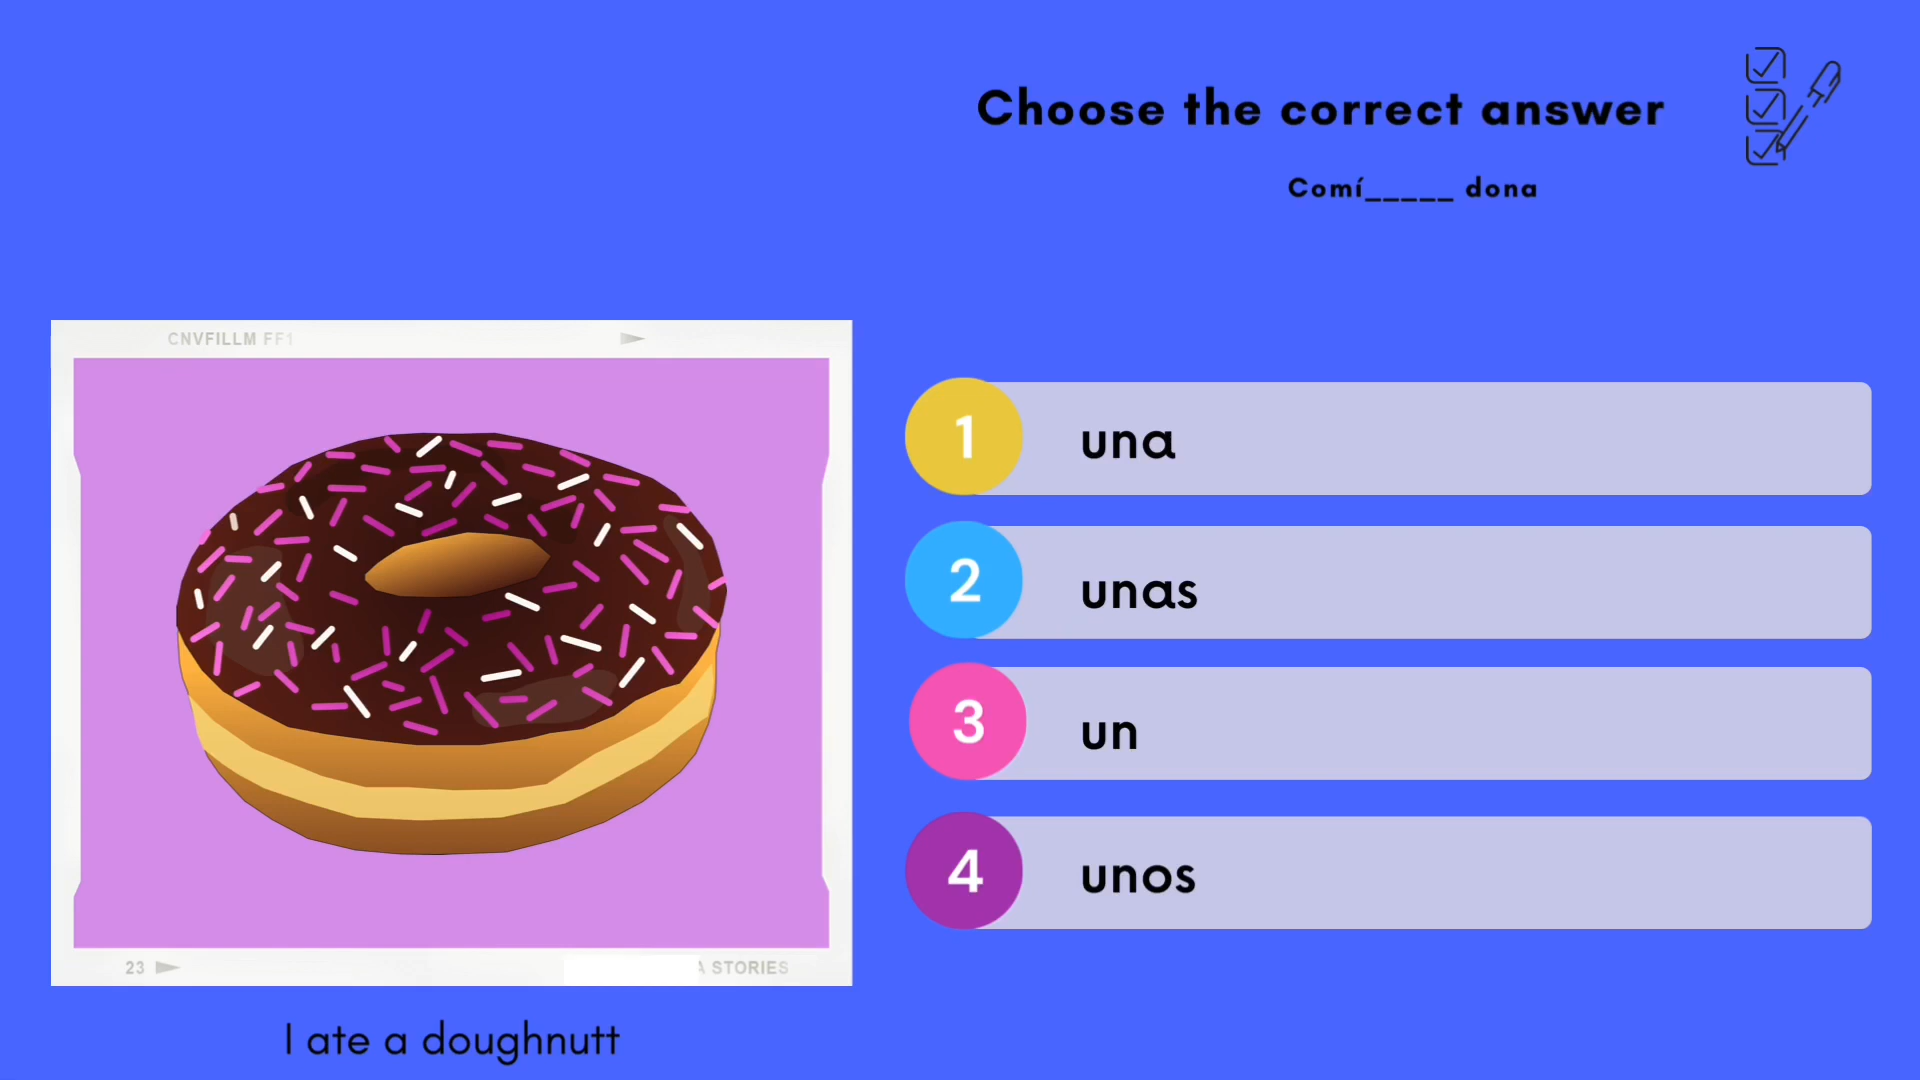 Choose the correct answer
Comí_____ dona
CNVFILLM FF1
1 una
2 unas
3 un
4 unos
23
A STORIES
I ate a doughnutt